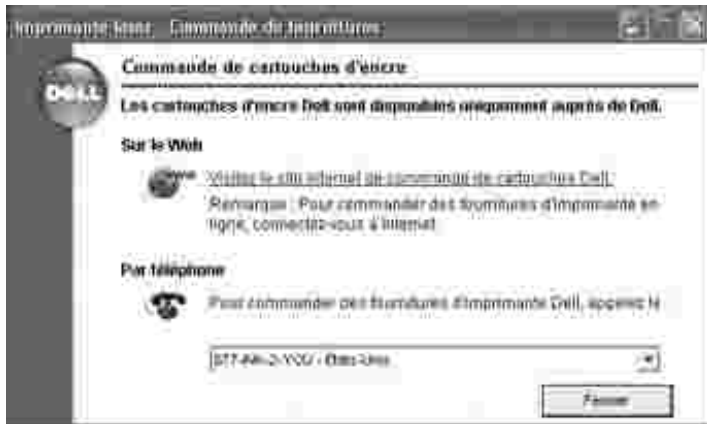 Imprimante laser - Commande de fournitures
DELL
Commande de cartouches d'encre
Les cartouches d'encre Dell sont disponibles uniquement auprès de Dell.
Sur le Web
Visitez le site Internet de commande de cartouches Dell.
Remarque : Pour commander des fournitures d'imprimante en
ligne, connectez-vous à Internet
Par téléphone
Pour commander des fournitures d'imprimante Dell, appelez le
- États-Unis
Fermer